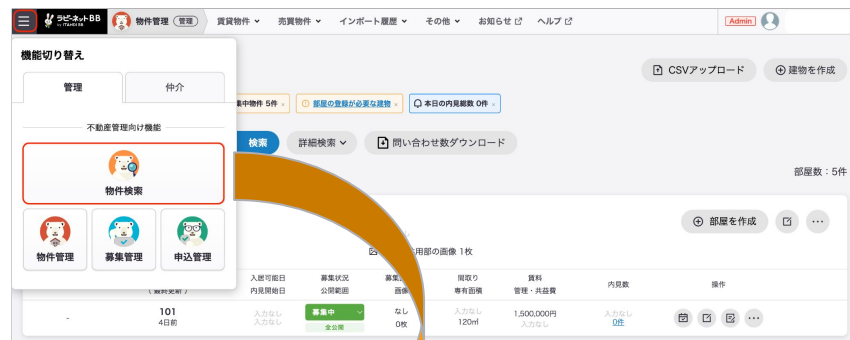 ラビーネットBB
by ITANDI BB
物件管理 管理
賃貸物件
売買物件
インポート履歴
その他
お知らせ
ヘルプ
Admin
機能切り替え
管理
仲介
不動産管理向け機能
物件検索
物件管理
募集管理
申込管理
CSVアップロード
建物を作成
集中物件 5件 ×
部屋の登録が必要な建物 ×
本日の内見総数 0件 ×
検索
詳細検索
問い合わせ数ダウンロード
部屋数：5件
部屋を作成
用部の画像 1枚
(最終更新)
入居可能日
内見開始日
募集状況
公開範囲
募集
画像
間取り
専有面積
賃料
管理・共益費
内見数
操作
-
101
4日前
入力なし
入力なし
募集中
全公開
なし
0枚
入力なし
120㎡
1,500,000円
入力なし
入力なし
0件